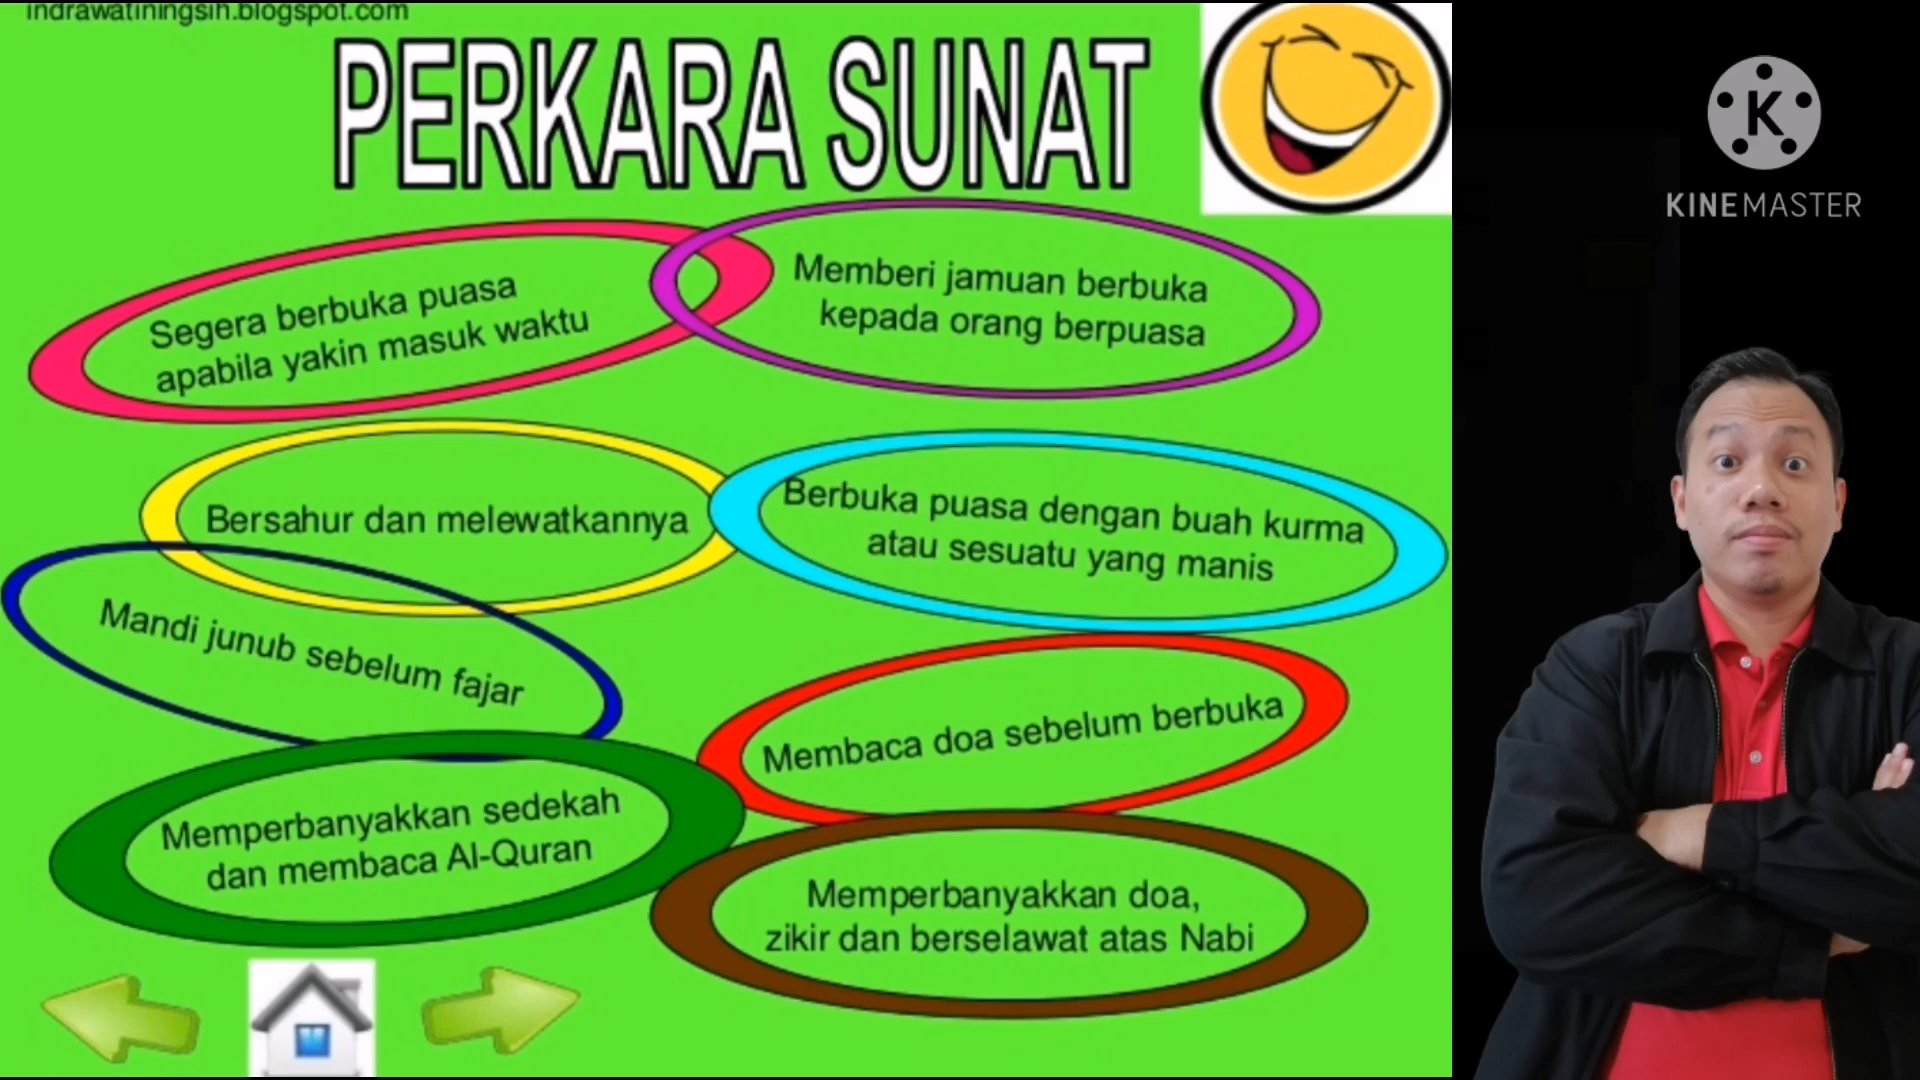 indrawatiningsih.blogspot.com
PERKARA SUNAT
Segera berbuka puasa
apabila yakin masuk waktu
Memberi jamuan berbuka
kepada orang berpuasa
Bersahur dan melewatkannya
Berbuka puasa dengan buah kurma
atau sesuatu yang manis
Mandi junub sebelum fajar
Membaca doa sebelum berbuka
Memperbanyakkan sedekah
dan membaca Al-Quran
Memperbanyakkan doa,
zikir dan berselawat atas Nabi
K
KINEMASTER